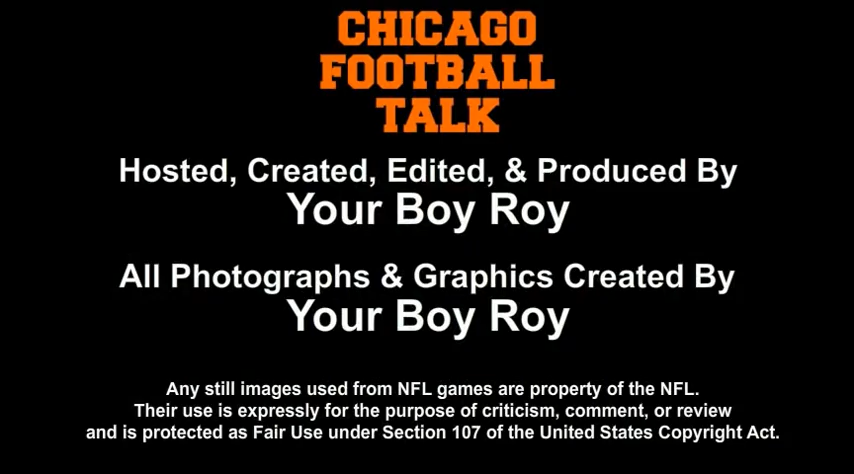 CHICAGO
FOOTBALL
TALK
Hosted, Created, Edited, & Produced By
Your Boy Roy
All Photographs & Graphics Created By
Your Boy Roy
Any still images used from NFL games are property of the NFL.
Their use is expressly for the purpose of criticism, comment, or review
and is protected as Fair Use under Section 107 of the United States Copyright Act.